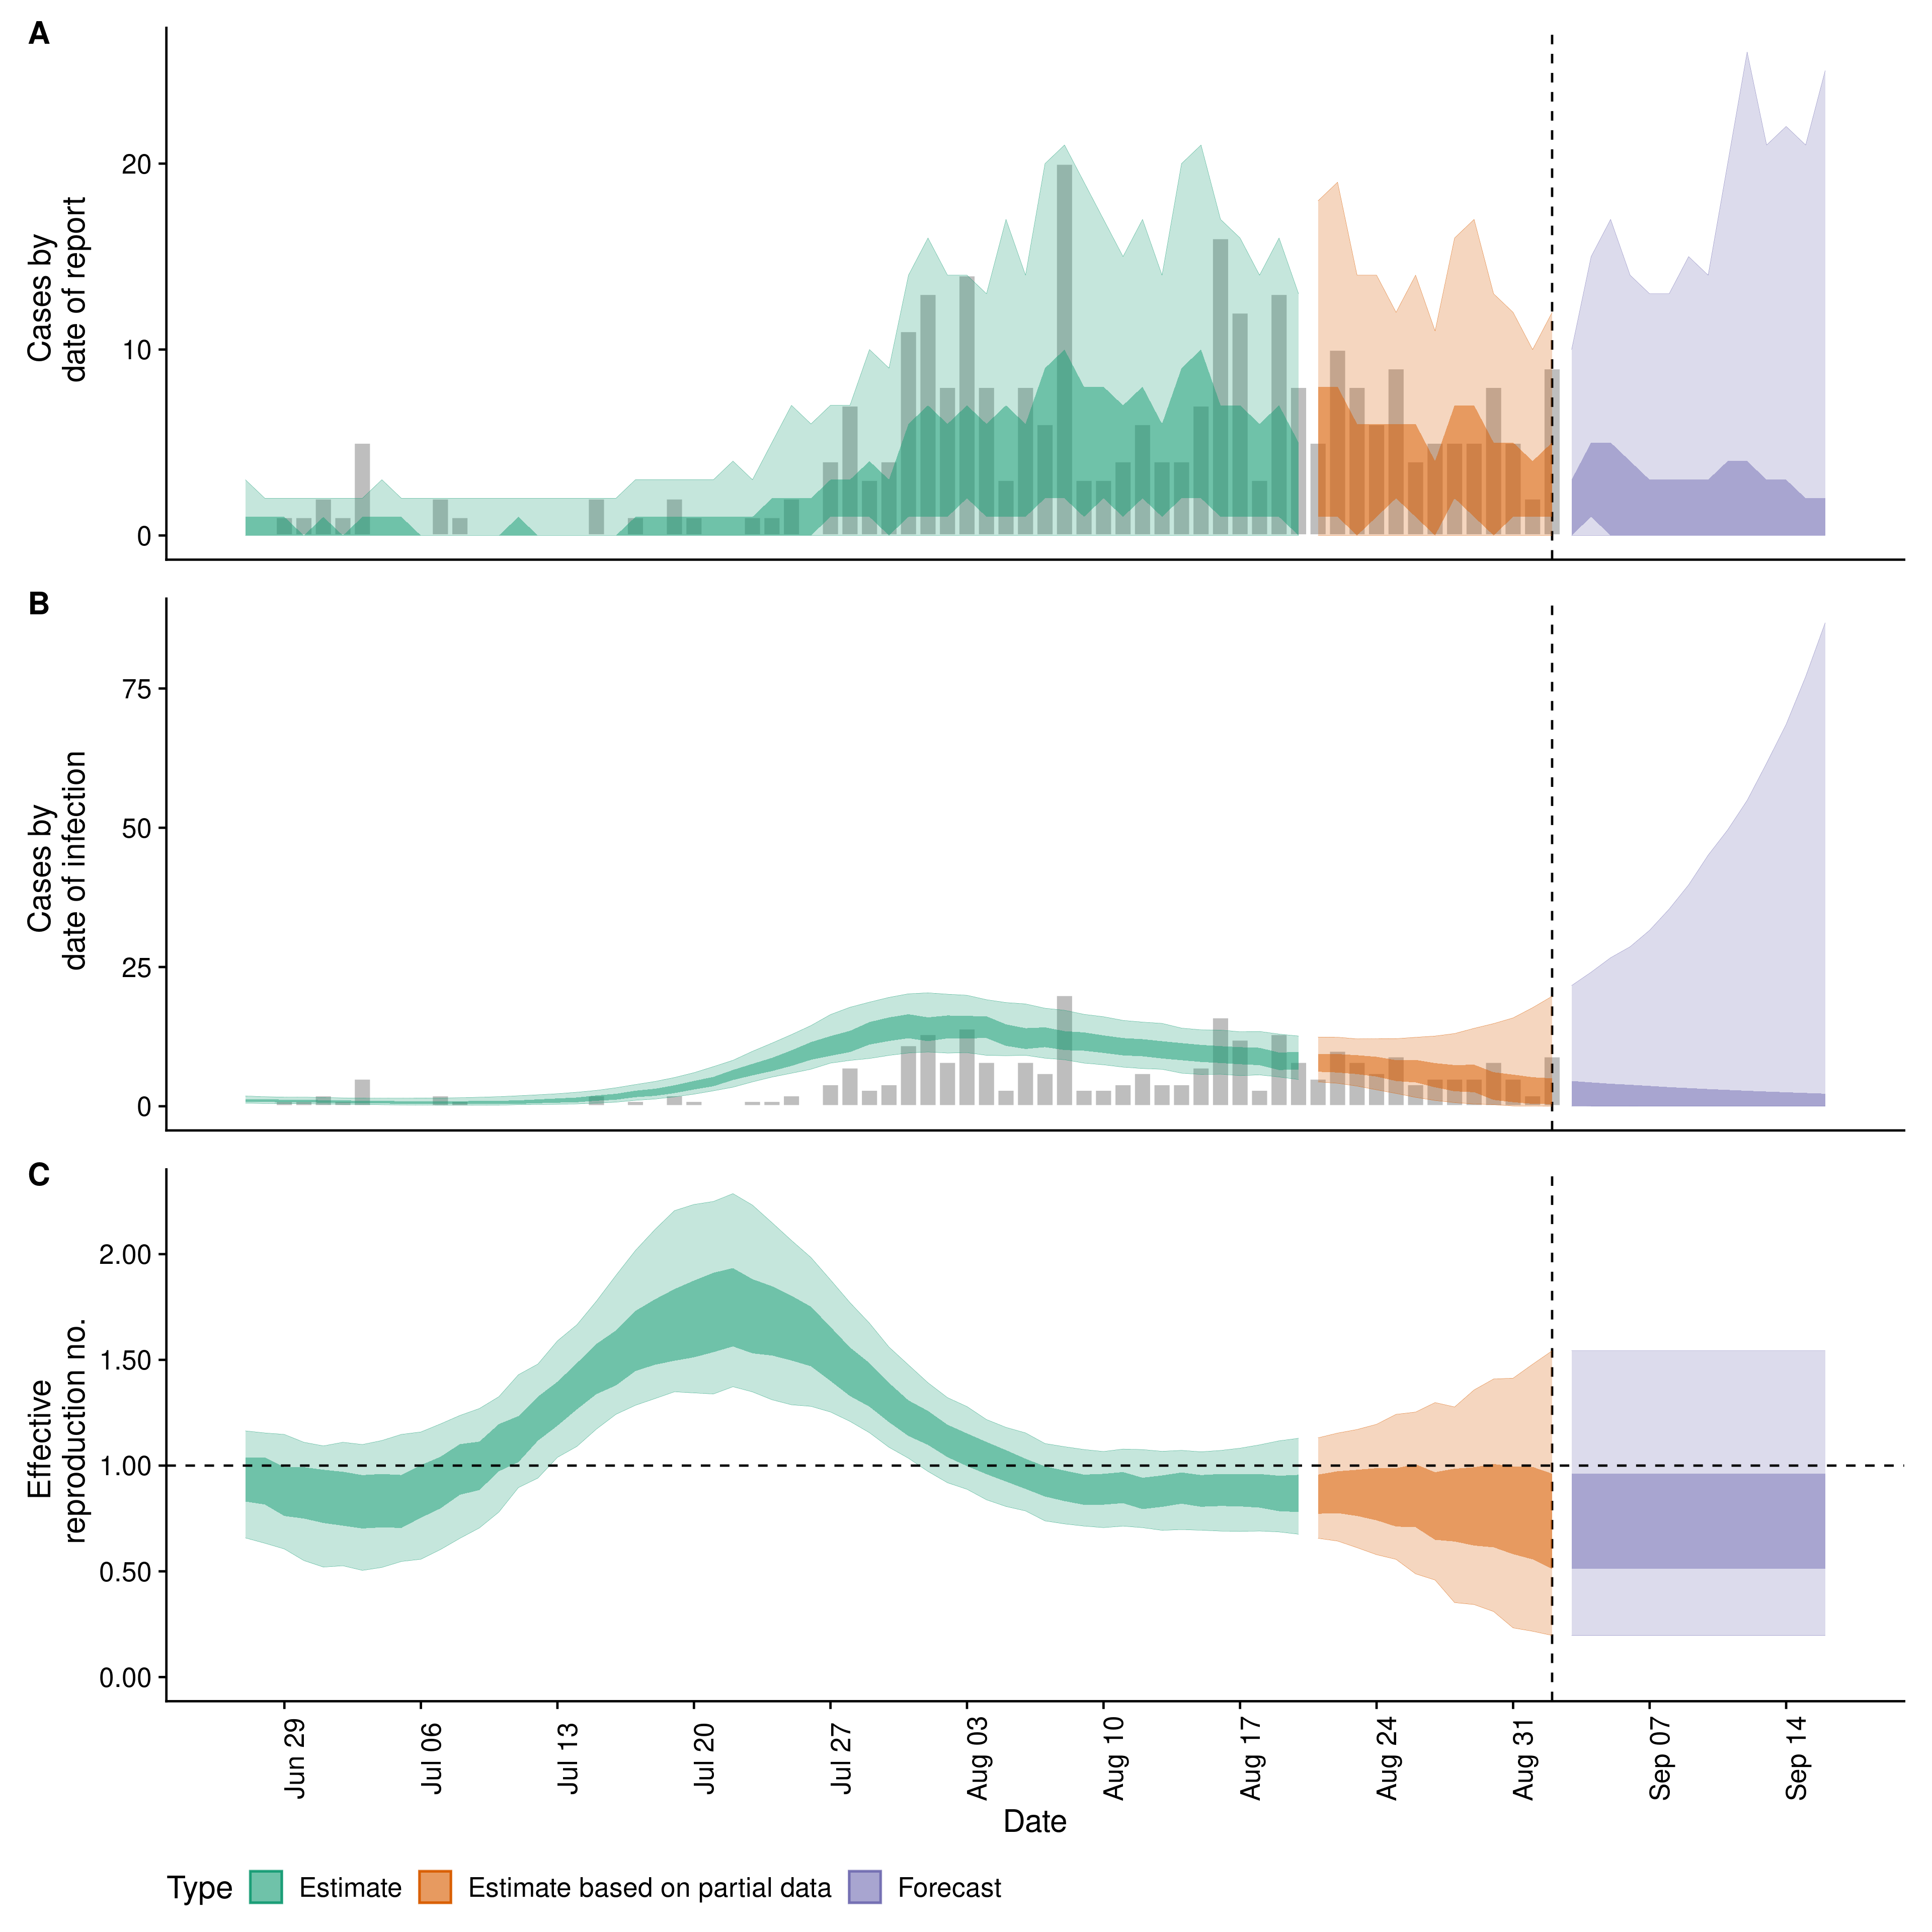 A
Cases by
date of report
20
10
0
B
Cases by
date of infection
75
50
25
0
C
Effective
reproduction no.
2.00
1.50
1.00
0.50
0.00
Jun 29
Jul 06
Jul 13
Jul 20
Jul 27
Aug 03
Aug 10
Aug 17
Aug 24
Aug 31
Sep 07
Sep 14
Date
Type Estimate Estimate based on partial data Forecast